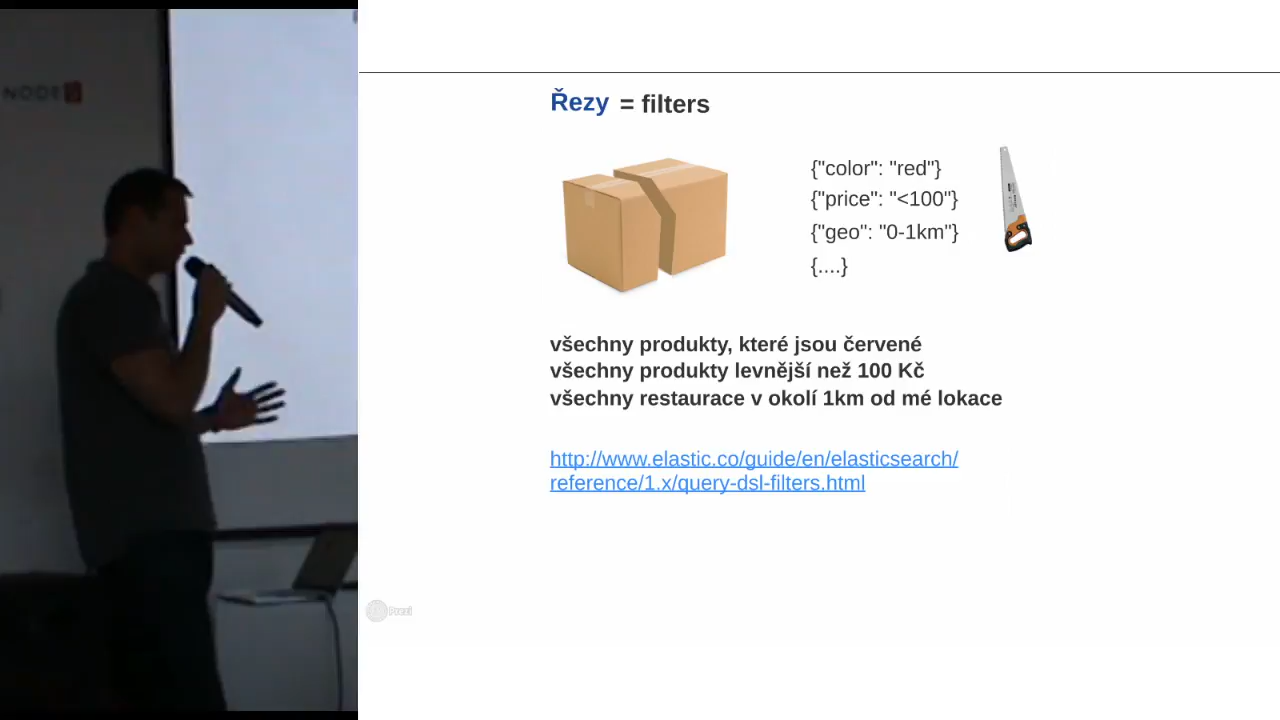 NODE5
Řezy = filters
{"color": "red"}
{"price": "<100"}
{"geo": "0-1km"}
{....}
všechny produkty, které jsou červené
všechny produkty levnější než 100 Kč
všechny restaurace v okolí 1km od mé lokace
http://www.elastic.co/guide/en/elasticsearch/
reference/1.x/query-dsl-filters.html
Prezi